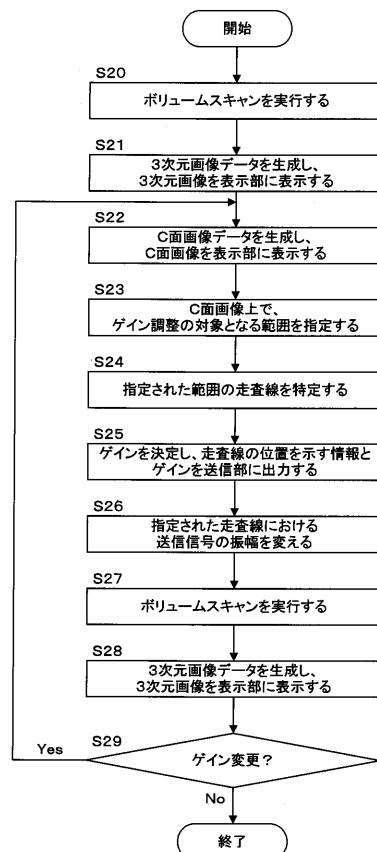 開始
S20
ボリュームスキャンを実行する
S21
3次元画像データを生成し、
3次元画像を表示部に表示する
S22
C面画像データを生成し、
C面画像を表示部に表示する
S23
C面画像上で、
ゲイン調整の対象となる範囲を指定する
S24
指定された範囲の走査線を特定する
S25
ゲインを決定し、走査線の位置を示す情報と
ゲインを送信部に出力する
S26
指定された走査線における
送信信号の振幅を変える
S27
ボリュームスキャンを実行する
S28
3次元画像データを生成し、
3次元画像を表示部に表示する
Yes
S29
ゲイン変更?
No
終了